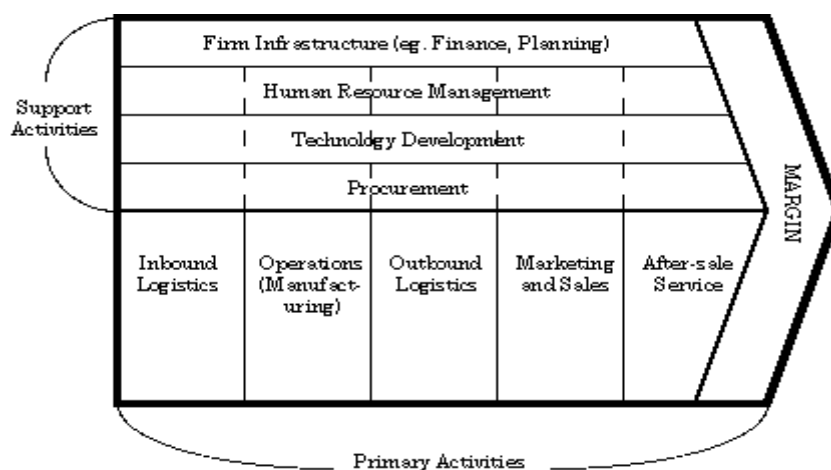 Firm Infrastructure (eg. Finance, Planning)
Human Resource Management
Support
Activities
Technology Development
Procurement
MARGIN
Inbound
Logistics
Operations
(Manufact-
uring)
Outbound
Logistics
Marketing
and Sales
After-sale
Service
Primary Activities